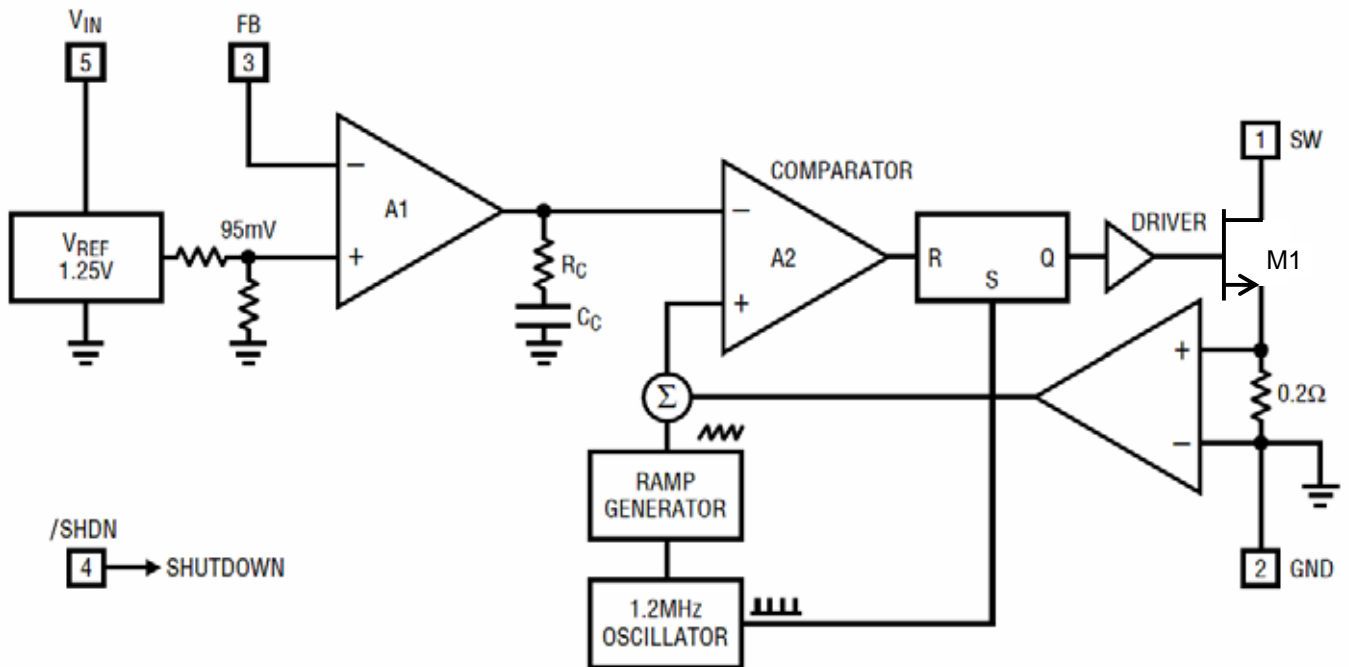 VIN
5
FB
3
VREF
1.25V
95mV
−
+
A1
RC
CC
COMPARATOR
−
+
A2
R
S
Q
DRIVER
1
SW
M1
+
−
0.2Ω
2
GND
Σ
RAMP
GENERATOR
1.2MHz
OSCILLATOR
/SHDN
4
SHUTDOWN